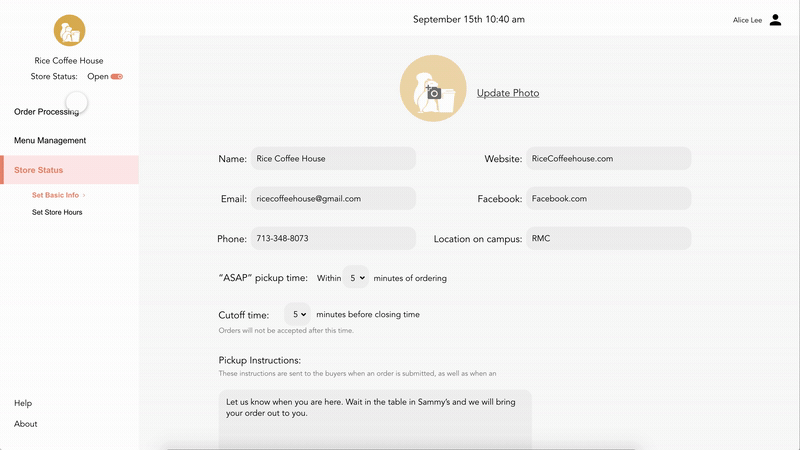 September 15th 10:40 am
Alice Lee
Rice Coffee House
Store Status: Open
Order Processing
Menu Management
Store Status
Set Basic Info ›
Set Store Hours
Help
About
Update Photo
Name: Rice Coffee House
Website: RiceCoffeehouse.com
Email: ricecoffeehouse@gmail.com
Facebook: Facebook.com
Phone: 713-348-8073
Location on campus: RMC
“ASAP” pickup time: Within 5 minutes of ordering
Cutoff time: 5 minutes before closing time
Orders will not be accepted after this time.
Pickup Instructions:
These instructions are sent to the buyers when an order is submitted, as well as when an
Let us know when you are here. Wait in the table in Sammy's and we will bring
your order out to you.